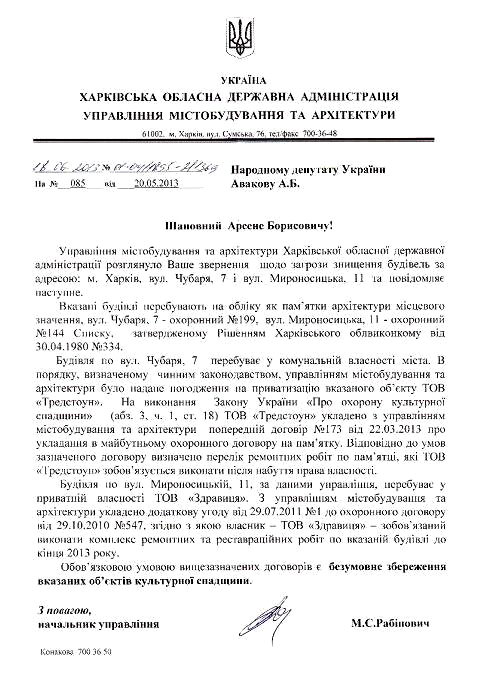 УКРАЇНА
ХАРКІВСЬКА ОБЛАСНА ДЕРЖАВНА АДМІНІСТРАЦІЯ
УПРАВЛІННЯ МІСТОБУДУВАННЯ ТА АРХІТЕКТУРИ
61002, м. Харків, вул. Сумська, 76, тел/факс 700-36-48
18.06.2013 №
На № 085 від 20.05.2013
Народному депутату України
Авакову А.Б.
Шановний Арсене Борисовичу!
Управління містобудування та архітектури Харківської обласної державної
адміністрації розглянуло Ваше звернення щодо загрози знищення будівель за
адресою: м. Харків, вул. Чубаря, 7 і вул. Мироносицька, 11 та повідомляє
наступне.
Вказані будівлі перебувають на обліку як пам'ятки архітектури місцевого
значення, вул. Чубаря, 7 - охоронний №199, вул. Мироносицька, 11 - охоронний
№144 Списку, затвердженому Рішенням Харківського облвиконкому від
30.04.1980 №334.
Будівля по вул. Чубаря, 7 перебуває у комунальній власності міста. В
порядку, визначеному чинним законодавством, управлінням містобудування та
архітектури було надане погодження на приватизацію вказаного об'єкту ТОВ
«Тредстоун». На виконання Закону України «Про охорону культурної
спадщини» (абз. 3, ч. 1, ст. 18) ТОВ «Тредстоун» укладено з управлінням
містобудування та архітектури попередній договір №173 від 22.03.2013 про
укладання в майбутньому охоронного договору на пам'ятку. Відповідно до умов
зазначеного договору визначено перелік ремонтних робіт по пам'ятці, які ТОВ
«Тредстоун» зобов'язується виконати після набуття права власності.
Будівля по вул. Мироносицькій, 11, за даними управління, перебуває у
приватній власності ТОВ «Здравиця». З управлінням містобудування та
архітектури укладено додаткову угоду від 29.07.2011 №1 до охоронного договору
від 29.10.2010 №547, згідно з якою власник – ТОВ «Здравиця» – зобов'язаний
виконати комплекс ремонтних та реставраційних робіт по вказаній будівлі до
кінця 2013 року.
Обов'язковою умовою вищезазначених договорів є безумовне збереження
вказаних об'єктів культурної спадщини.
З повагою,
начальник управління
М.С.Рабінович
Конакова 700 36 50